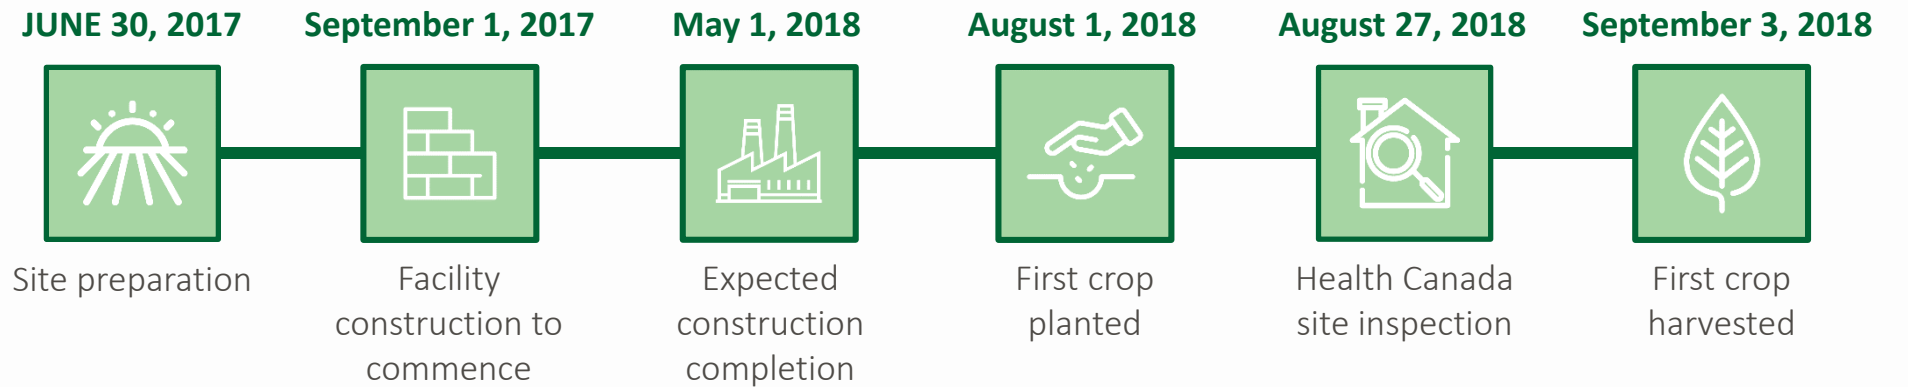 JUNE 30, 2017
Site preparation
September 1, 2017
Facility
construction to
commence
May 1, 2018
Expected
construction
completion
August 1, 2018
First crop
planted
August 27, 2018
Health Canada
site inspection
September 3, 2018
First crop
harvested